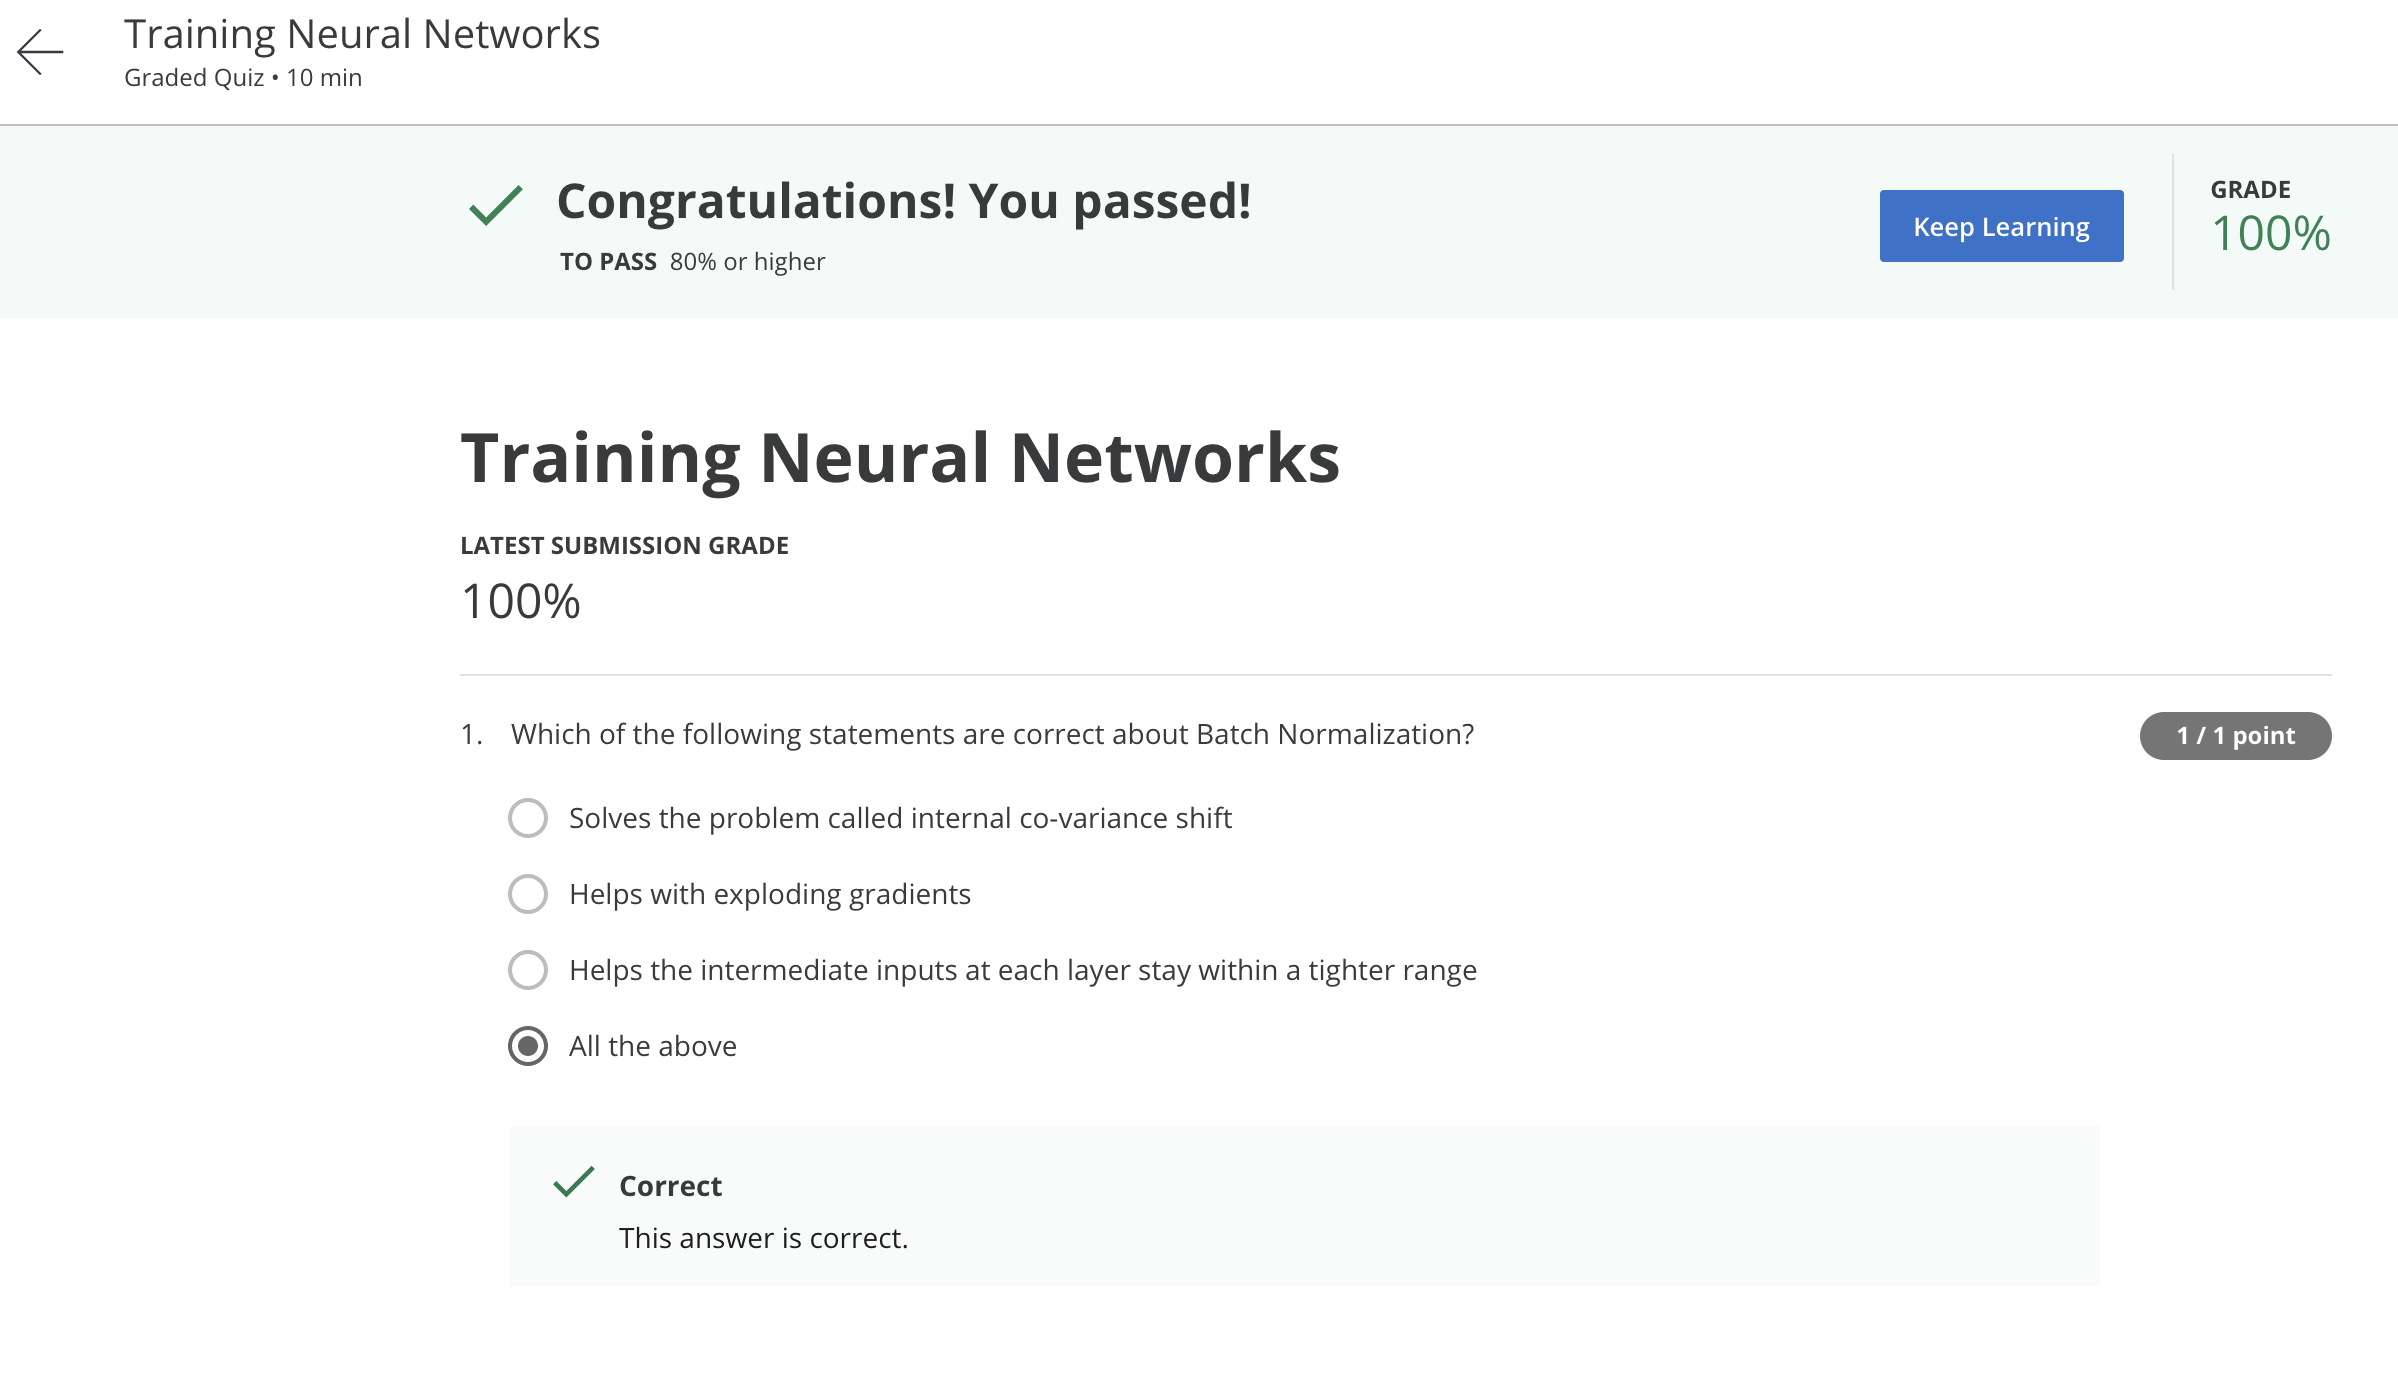 Training Neural Networks
Graded Quiz • 10 min
Congratulations! You passed!
TO PASS 80% or higher
Keep Learning
GRADE
100%
Training Neural Networks
LATEST SUBMISSION GRADE
100%
1. Which of the following statements are correct about Batch Normalization?
1 / 1 point
Solves the problem called internal co-variance shift
Helps with exploding gradients
Helps the intermediate inputs at each layer stay within a tighter range
All the above
Correct
This answer is correct.